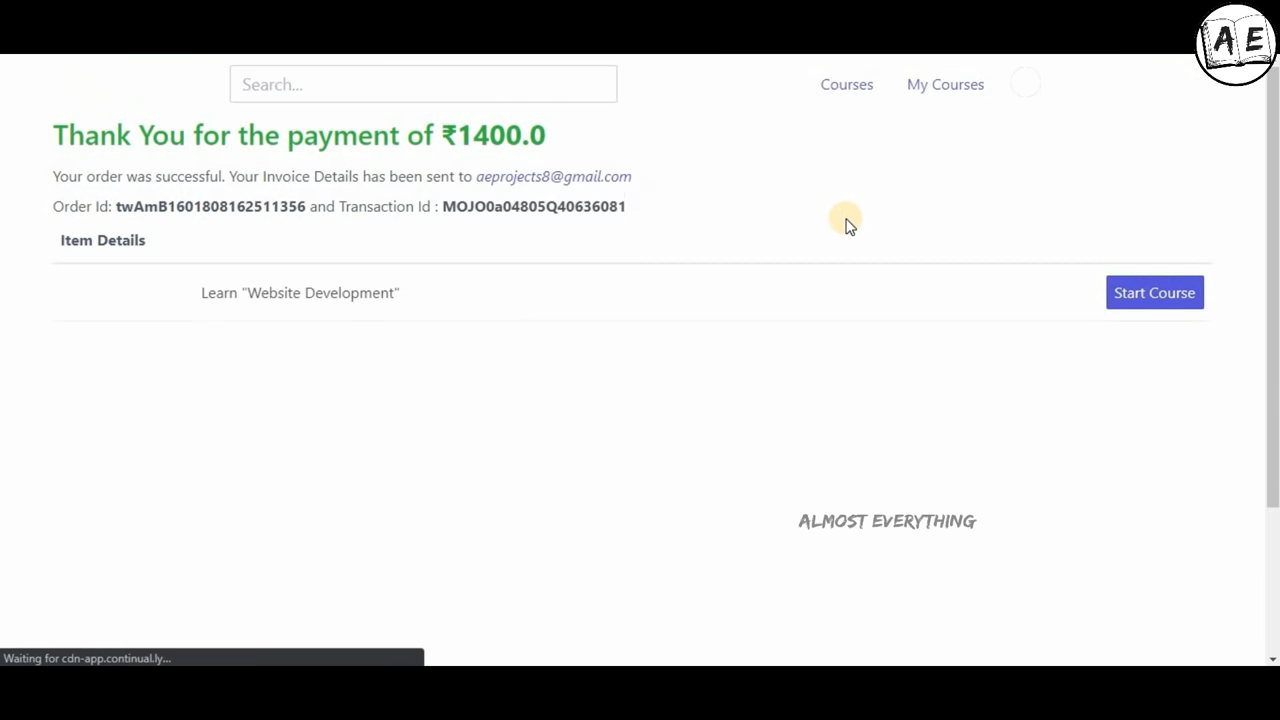 A E
Search...
Courses
My Courses
Thank You for the payment of ₹1400.0
Your order was successful. Your Invoice Details has been sent to aeprojects8@gmail.com
Order Id: twAmB1601808162511356 and Transaction Id : MOJO0a04805Q40636081
Item Details
Learn "Website Development"
Start Course
ALMOST EVERYTHING
Waiting for cdn-app.continual.ly...